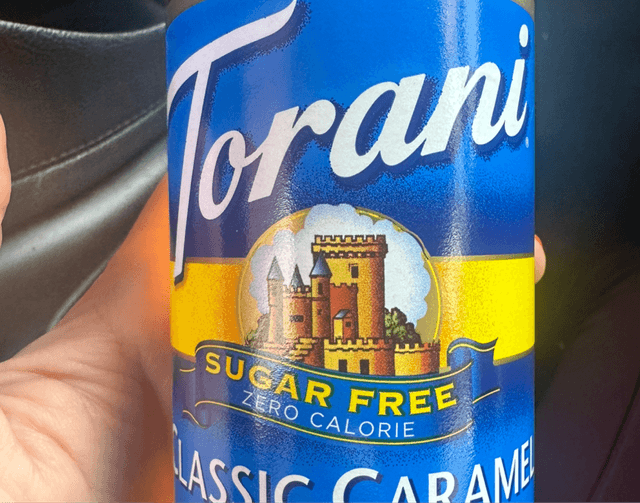 Torani
SUGAR FREE
ZERO CALORIE
CLASSIC CARAMEL